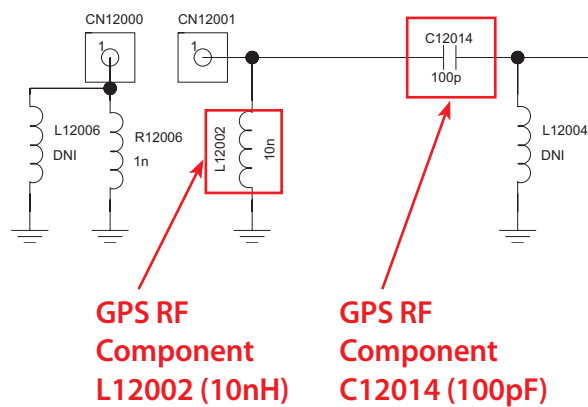 CN12000
1
CN12001
1
C12014
100p
L12006
DNI
R12006
1n
L12002
10n
L12004
DNI
GPS RF
Component
L12002 (10nH)
GPS RF
Component
C12014 (100pF)